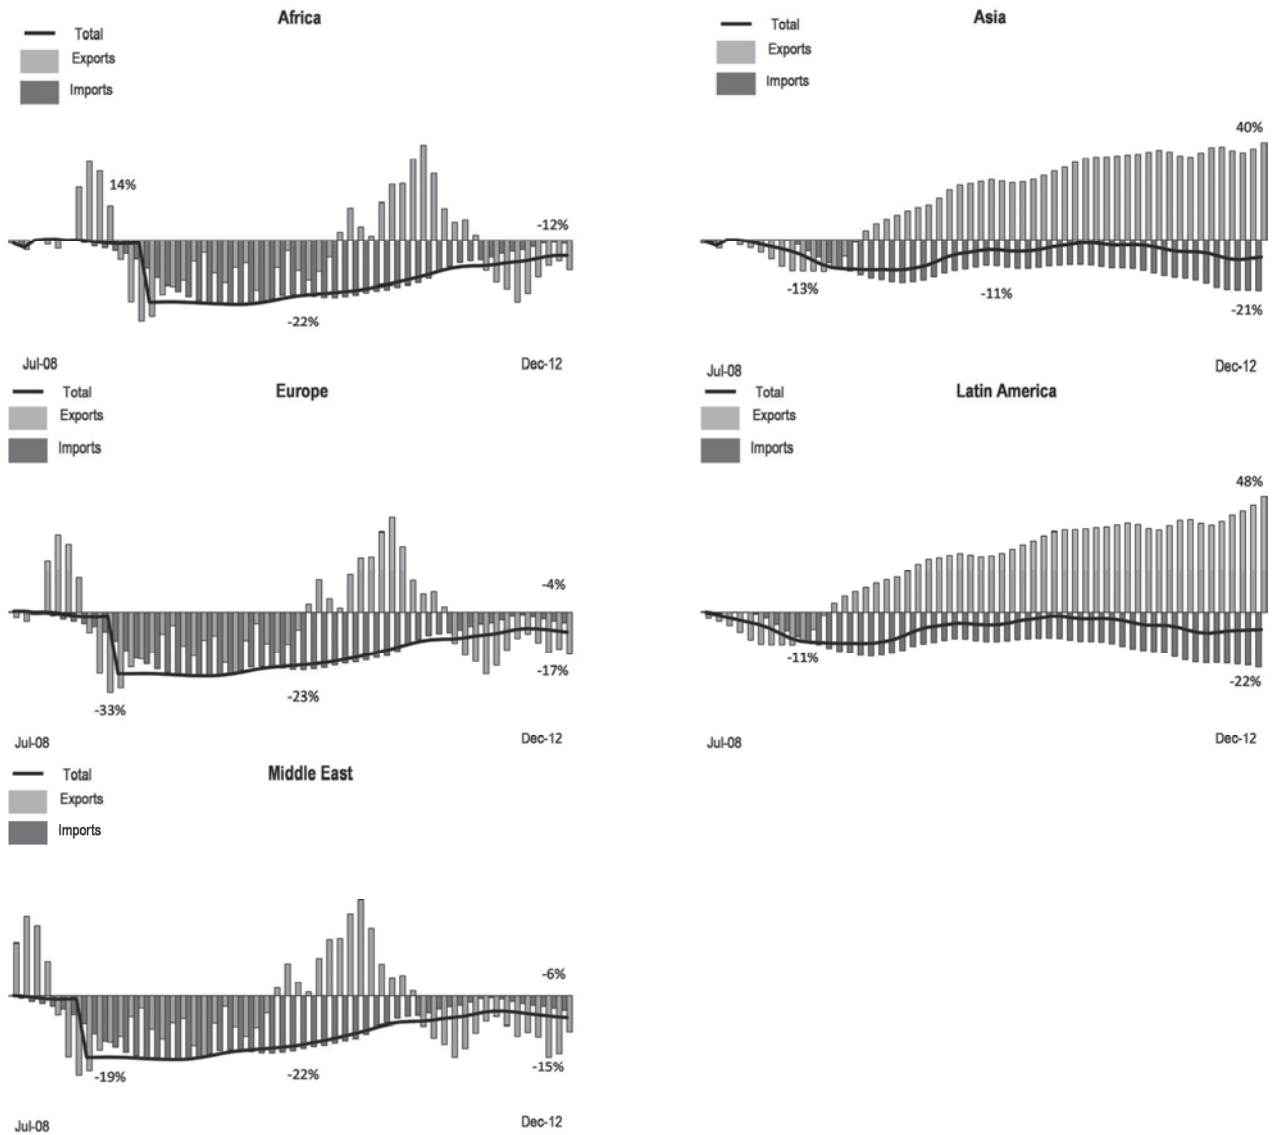 Africa
Total
Exports
Imports
14%
-12%
-22%
Jul-08
Dec-12
Asia
Total
Exports
Imports
40%
-13%
-11%
-21%
Jul-08
Dec-12
Europe
Total
Exports
Imports
-4%
-17%
-23%
-33%
Jul-08
Dec-12
Latin America
Total
Exports
Imports
48%
-11%
-22%
Jul-08
Dec-12
Middle East
Total
Exports
Imports
-6%
-15%
-19%
-22%
Jul-08
Dec-12